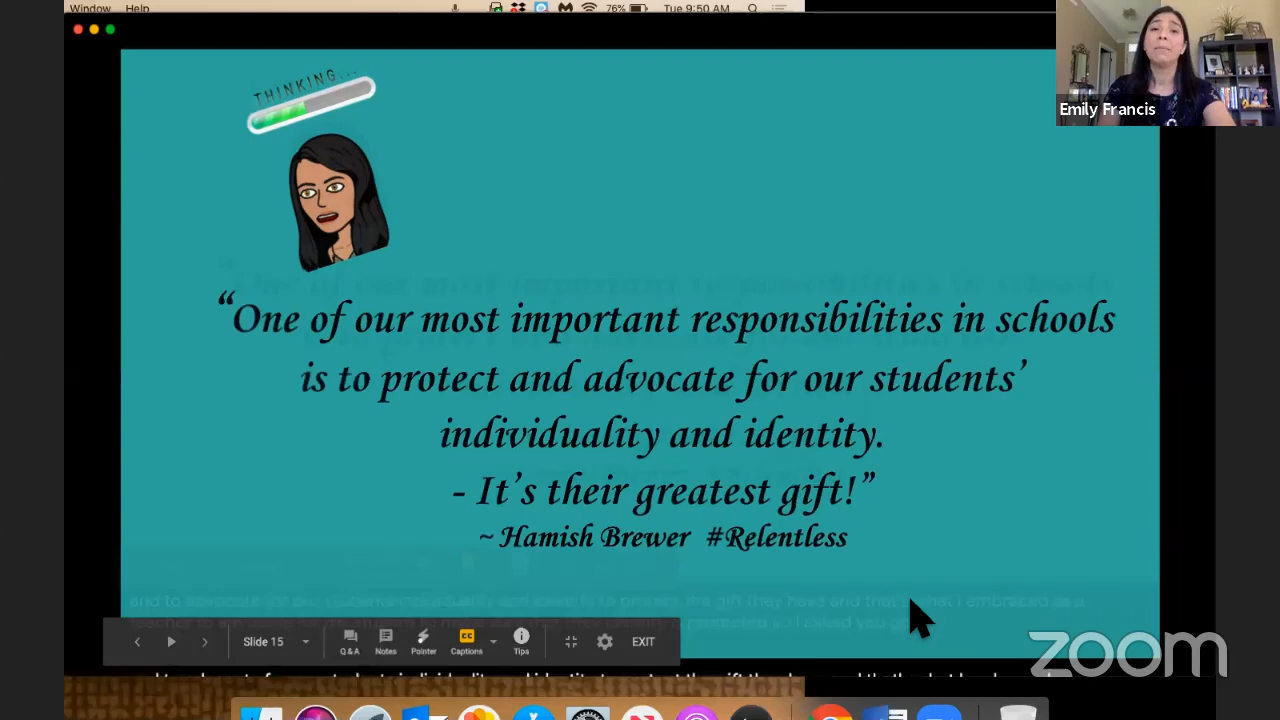 Window Help 76% Tue 9:50 AM
THINKING...
Emily Francis
“One of our most important responsibilities in schools
is to protect and advocate for our students’
individuality and identity.
- It’s their greatest gift!”
~ Hamish Brewer #Relentless
Slide 15 Q&A Notes Pointer CC Captions Tips EXIT
zoom